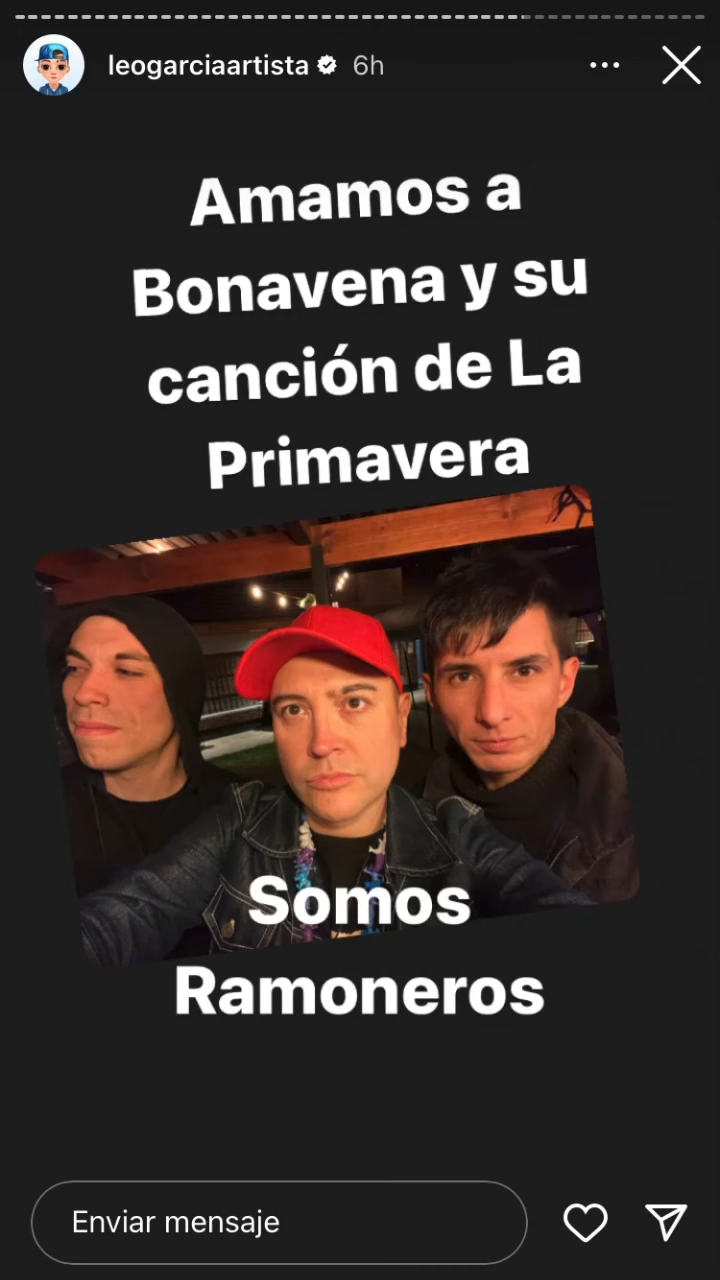 leogarciaartista 6h
Amamos a
Bonavena y su
canción de La
Primavera
Somos
Ramoneros
Enviar mensaje